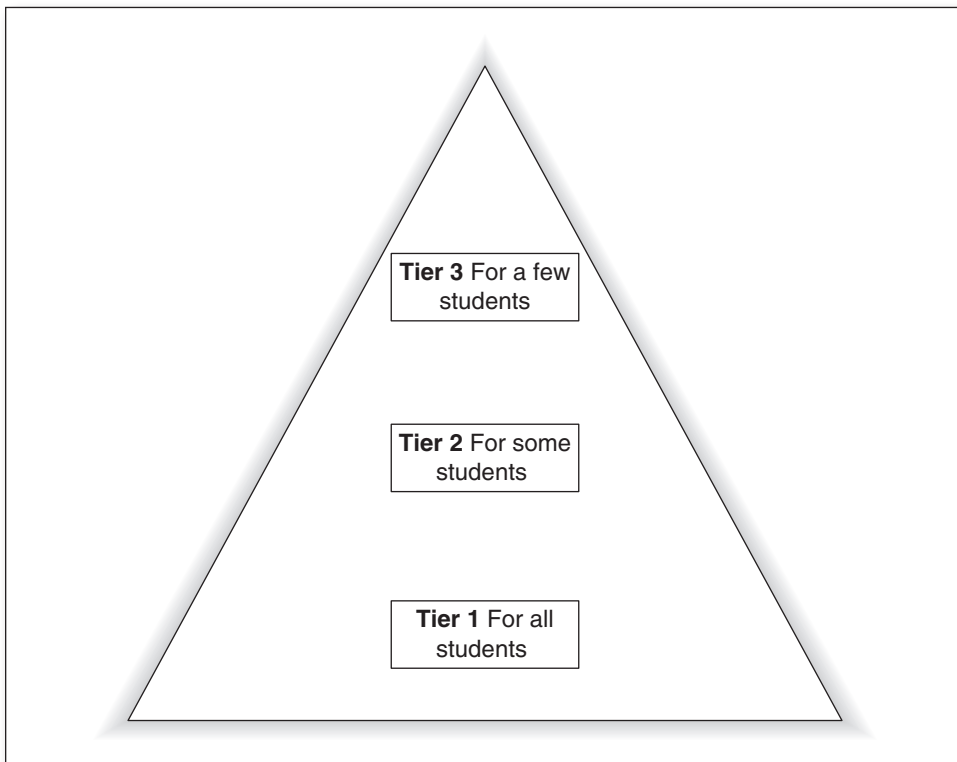 Tier 3 For a few
students
Tier 2 For some
students
Tier 1 For all
students